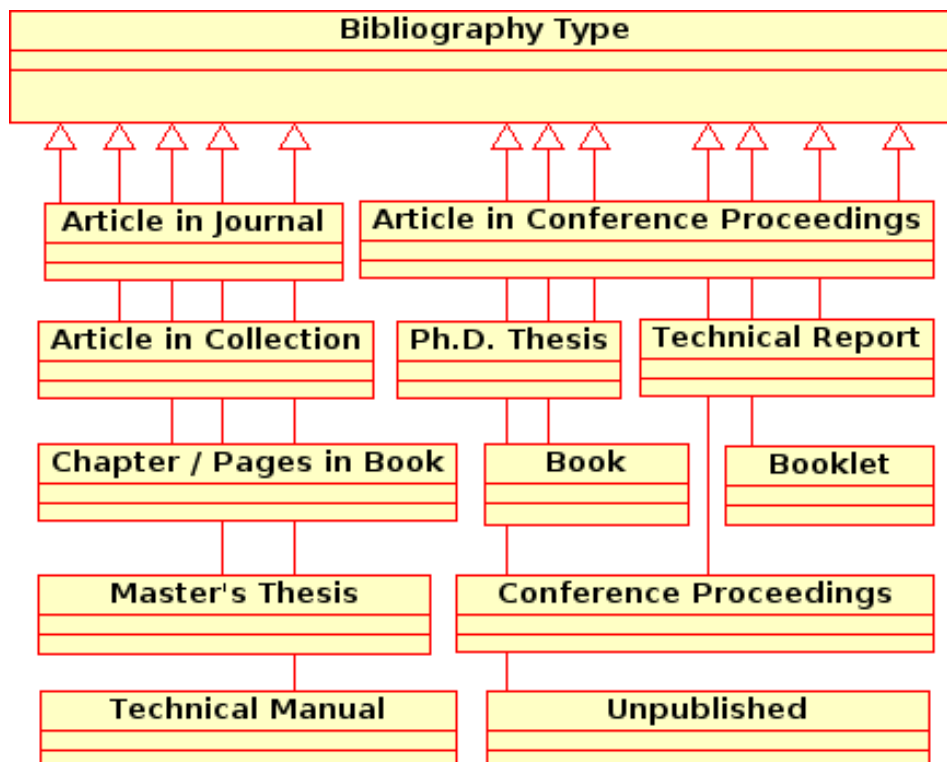 Bibliography Type
Article in Journal
Article in Conference Proceedings
Article in Collection
Ph.D. Thesis
Technical Report
Chapter / Pages in Book
Book
Booklet
Master's Thesis
Conference Proceedings
Technical Manual
Unpublished